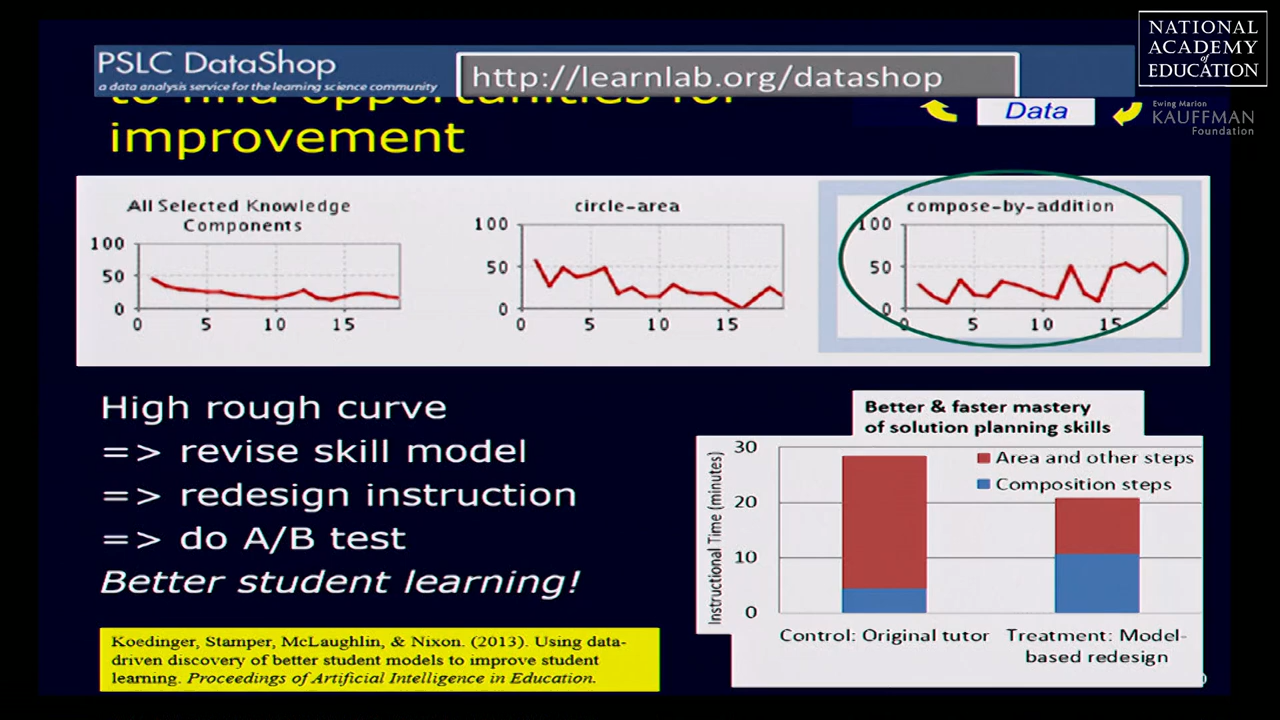 NATIONAL
ACADEMY
of
EDUCATION
Ewing Marion
KAUFFMAN
Foundation
PSLC DataShop
a data analysis service for the learning science community
http://learnlab.org/datashop
to find opportunities for
improvement
Data
All Selected Knowledge
Components
100
50
0
0 5 10 15
circle-area
100
50
0
0 5 10 15
compose-by-addition
100
50
0
0 5 10 15
High rough curve
=> revise skill model
=> redesign instruction
=> do A/B test
Better student learning!
Koedinger, Stamper, McLaughlin, & Nixon. (2013). Using data-
driven discovery of better student models to improve student
learning. Proceedings of Artificial Intelligence in Education.
Better & faster mastery
of solution planning skills
Instructional Time (minutes)
30
20
10
0
Area and other steps
Composition steps
Control: Original tutor
Treatment: Model-
based redesign